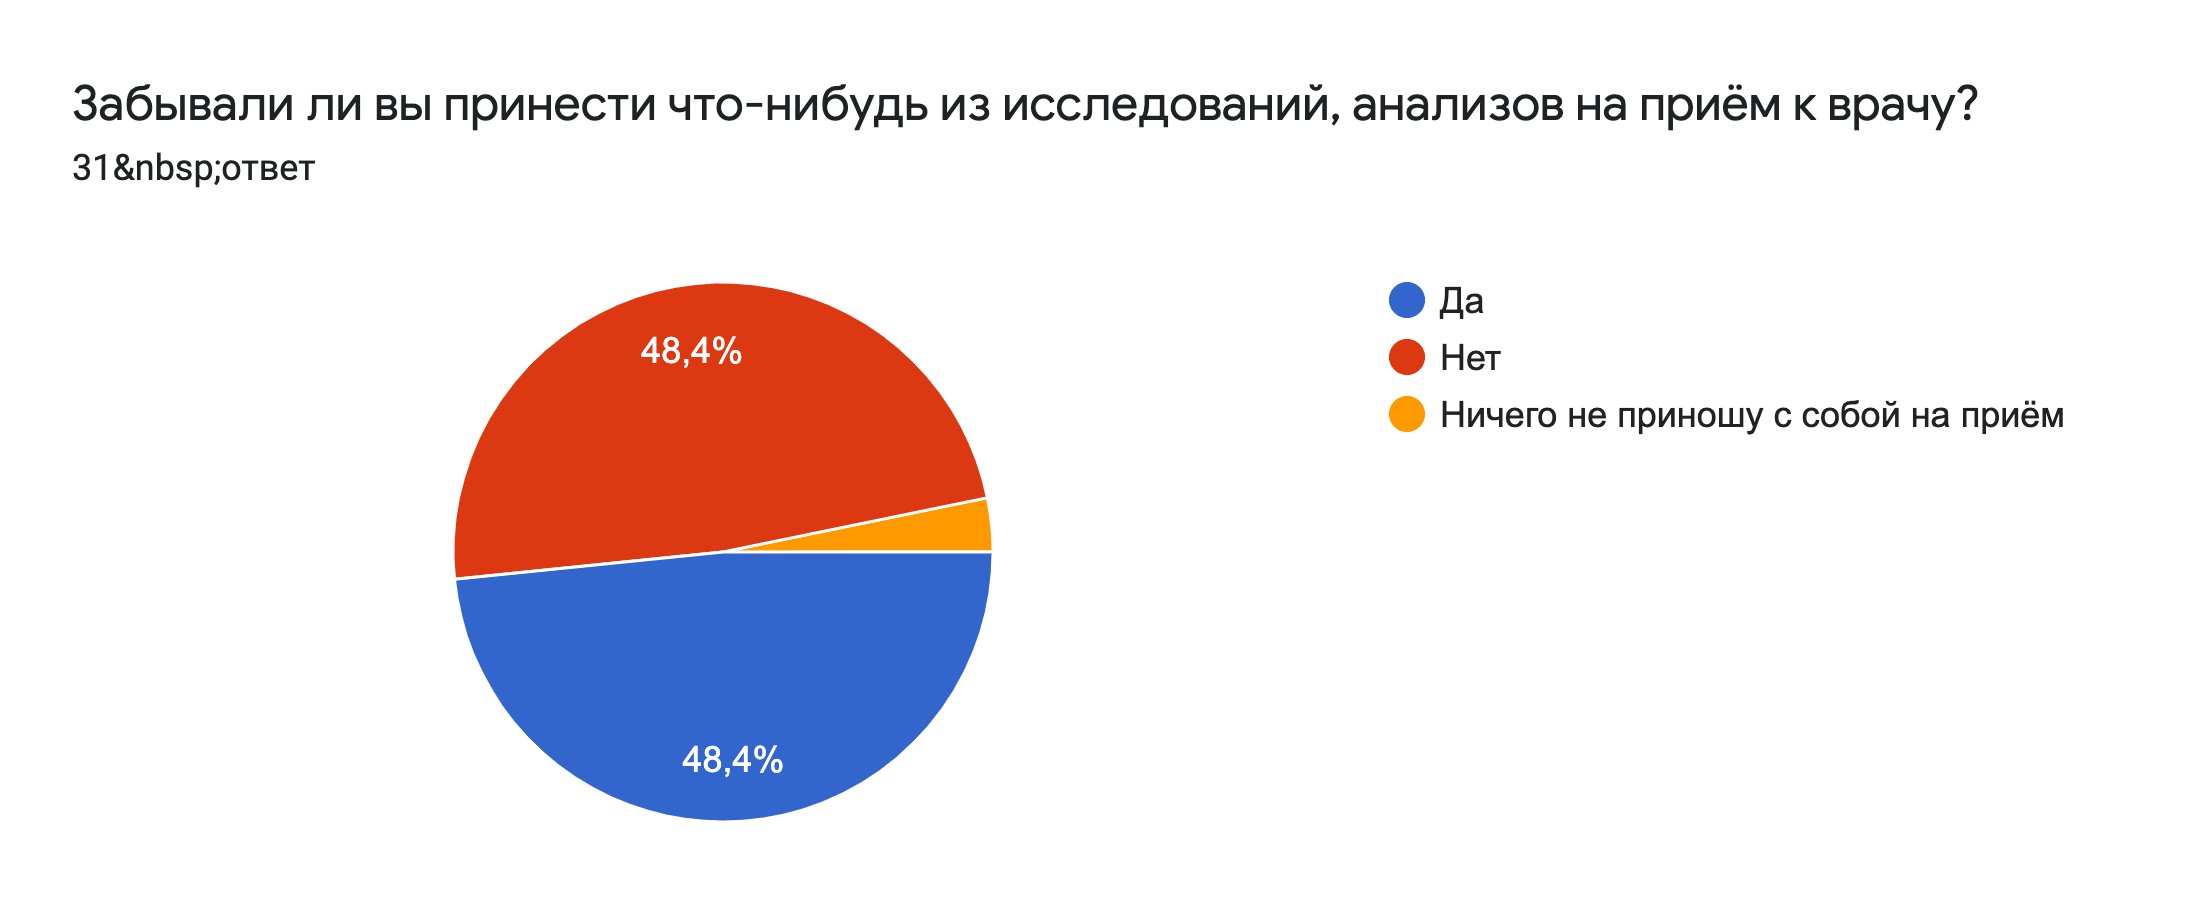 Забывали ли вы принести что-нибудь из исследований, анализов на приём к врачу?
31&nbsp;ответ
48,4%
48,4%
Да
Нет
Ничего не приношу с собой на приём